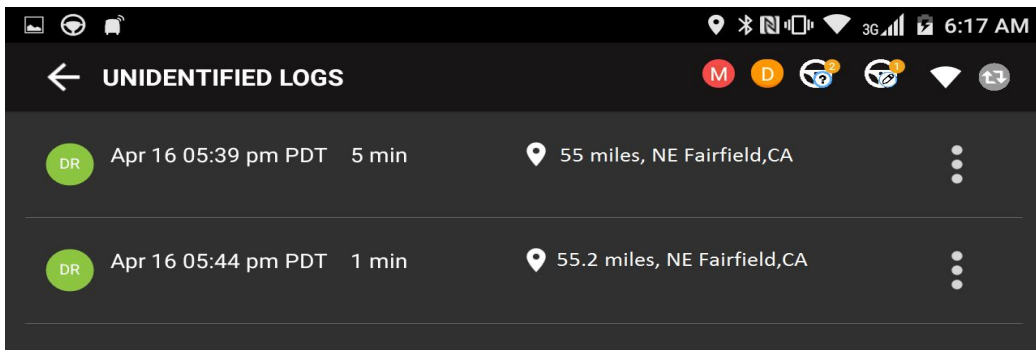 3G 6:17 AM
UNIDENTIFIED LOGS M D ? 2 1
DR Apr 16 05:39 pm PDT 5 min 55 miles, NE Fairfield,CA
DR Apr 16 05:44 pm PDT 1 min 55.2 miles, NE Fairfield,CA